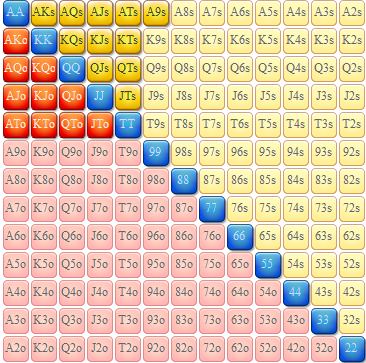 AA AKs AQs AJs ATs A9s A8s A7s A6s A5s A4s A3s A2s
AKo KK KQs KJs KTs K9s K8s K7s K6s K5s K4s K3s K2s
AQo KQo QQ QJs QTs Q9s Q8s Q7s Q6s Q5s Q4s Q3s Q2s
AJo KJo QJo JJ JTs J9s J8s J7s J6s J5s J4s J3s J2s
ATo KTo QTo JTo TT T9s T8s T7s T6s T5s T4s T3s T2s
A9o K9o Q9o J9o T9o 99 98s 97s 96s 95s 94s 93s 92s
A8o K8o Q8o J8o T8o 98o 88 87s 86s 85s 84s 83s 82s
A7o K7o Q7o J7o T7o 97o 87o 77 76s 75s 74s 73s 72s
A6o K6o Q6o J6o T6o 96o 86o 76o 66 65s 64s 63s 62s
A5o K5o Q5o J5o T5o 95o 85o 75o 65o 55 54s 53s 52s
A4o K4o Q4o J4o T4o 94o 84o 74o 64o 54o 44 43s 42s
A3o K3o Q3o J3o T3o 93o 83o 73o 63o 53o 43o 33 32s
A2o K2o Q2o J2o T2o 92o 82o 72o 62o 52o 42o 32o 22